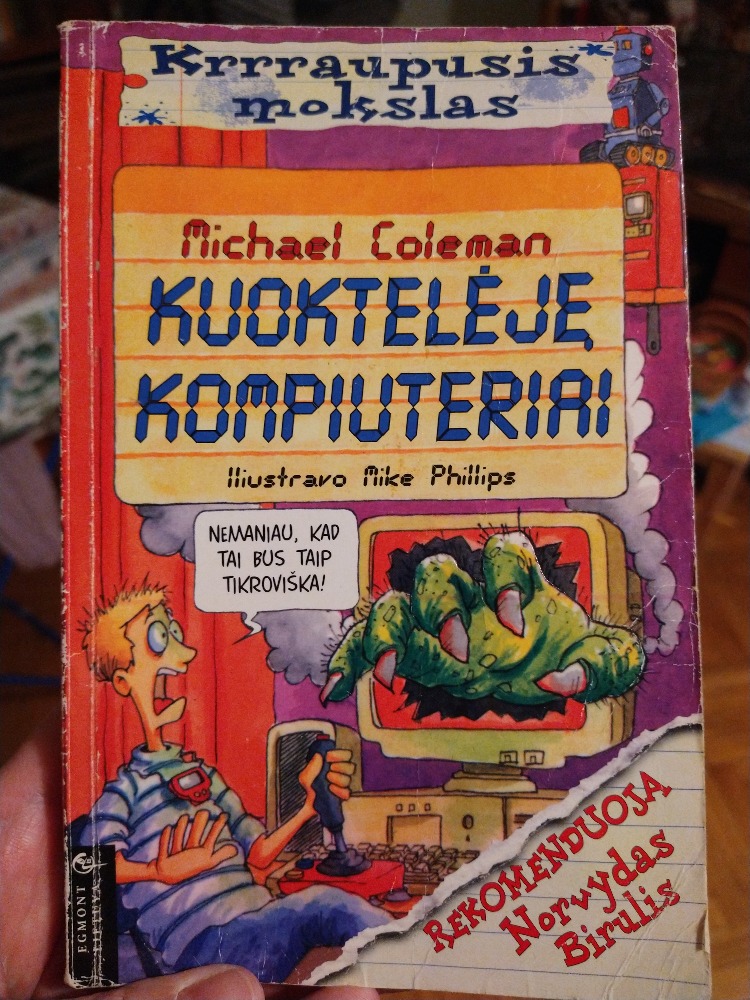 Krrraupusis
mokslas
Michael Coleman
KUOKTELĖJĘ
KOMPIUTERIAI
Iliustravo Mike Phillips
NEMANIAU, KAD
TAI BUS TAIP
TIKROVIŠKA!
REKOMENDUOJA
Norvydas
Birulis
EGMONT
LIETUVA